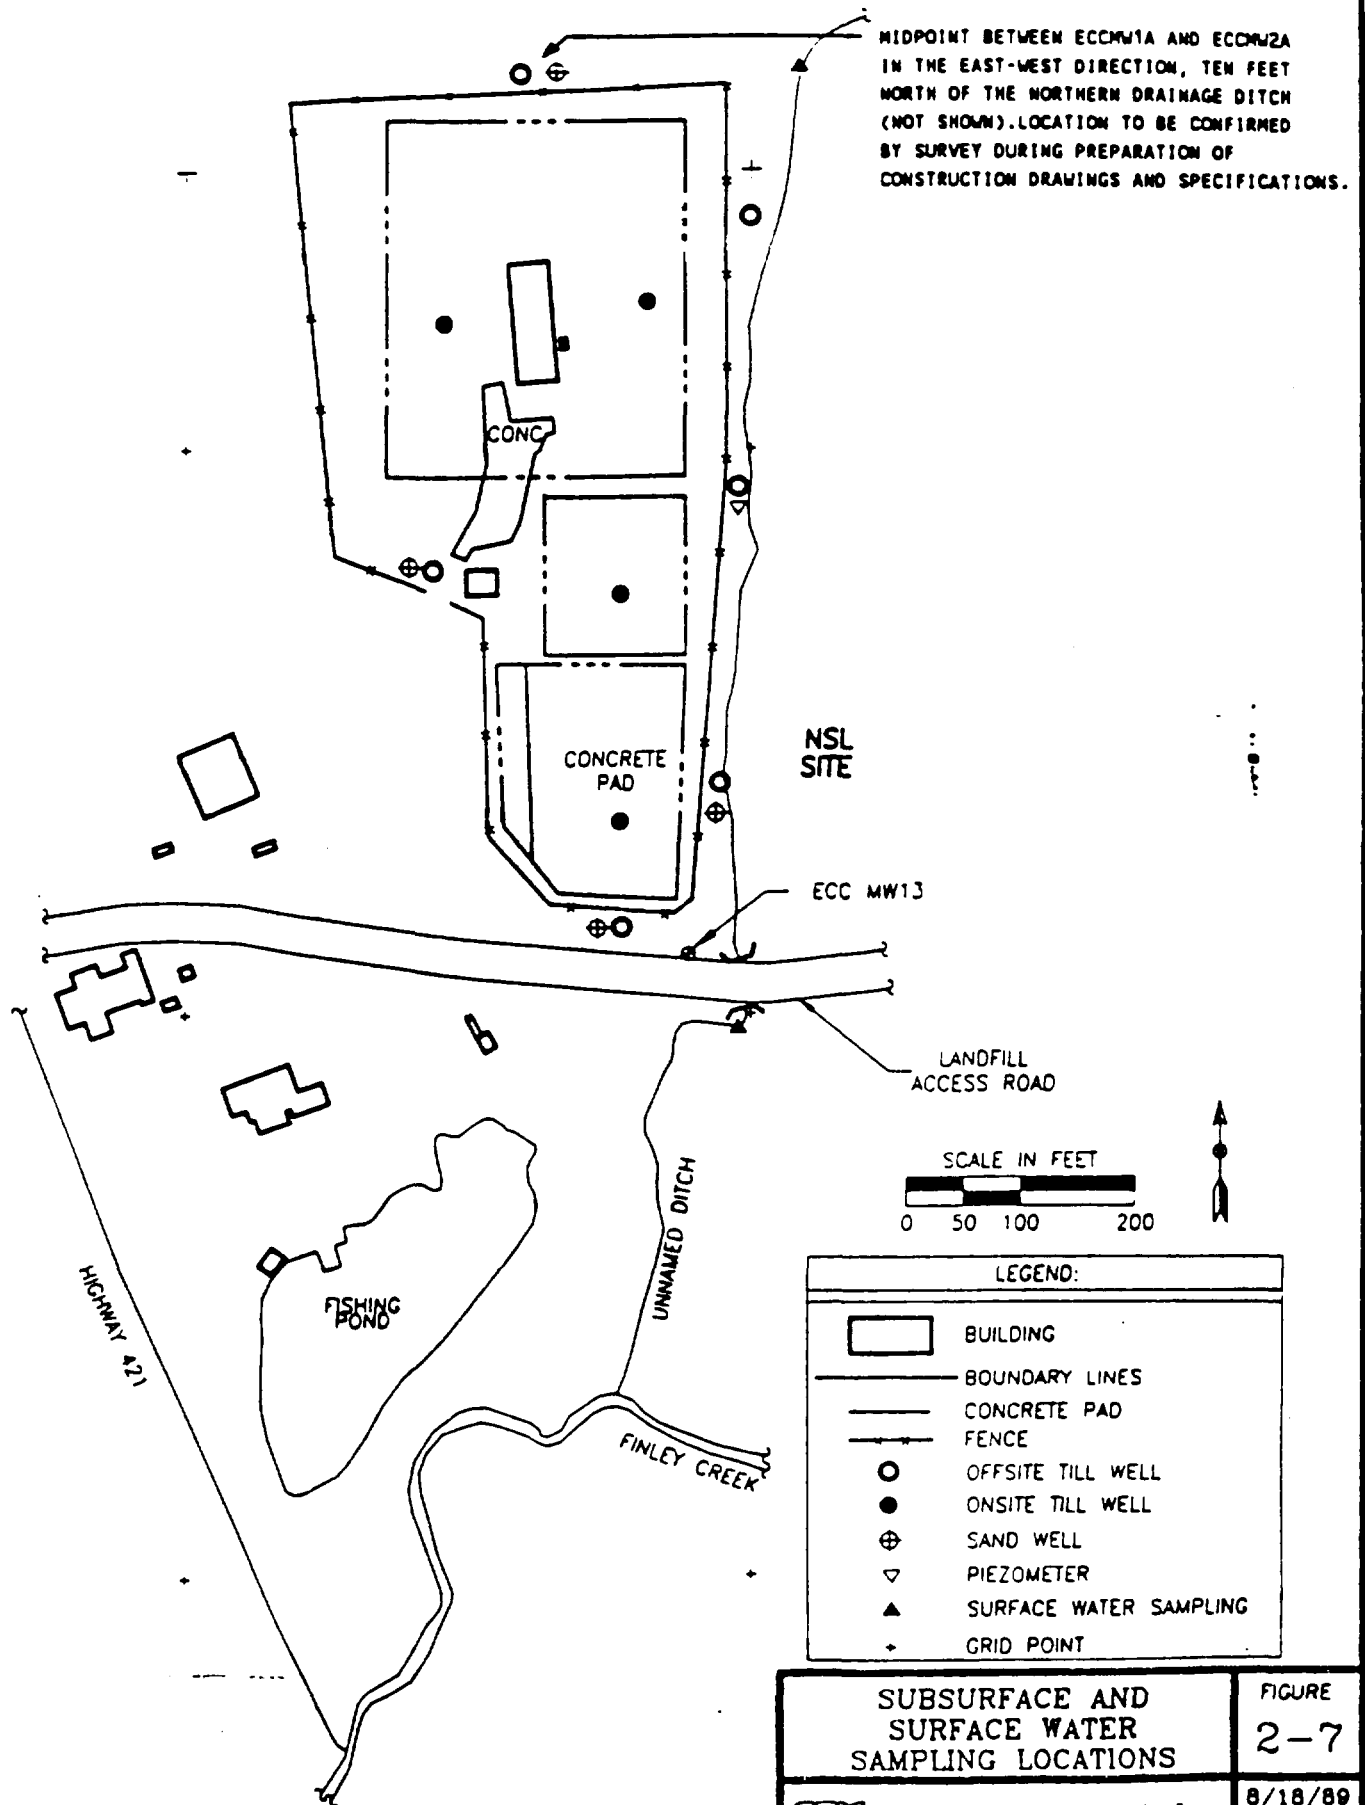 MIDPOINT BETWEEN ECCMW1A AND ECCMW2A
IN THE EAST-WEST DIRECTION, TEN FEET
NORTH OF THE NORTHERN DRAINAGE DITCH
(NOT SHOWN).LOCATION TO BE CONFIRMED
BY SURVEY DURING PREPARATION OF
CONSTRUCTION DRAWINGS AND SPECIFICATIONS.
CONC
NSL
SITE
CONCRETE
PAD
ECC MW13
LANDFILL
ACCESS ROAD
SCALE IN FEET
0 50 100 200
UNNAMED DITCH
HIGHWAY 421
FISHING
POND
FINLEY CREEK
LEGEND:
BUILDING
BOUNDARY LINES
CONCRETE PAD
FENCE
OFFSITE TILL WELL
ONSITE TILL WELL
SAND WELL
PIEZOMETER
SURFACE WATER SAMPLING
GRID POINT
SUBSURFACE AND
SURFACE WATER
SAMPLING LOCATIONS
FIGURE
2-7
8/18/89